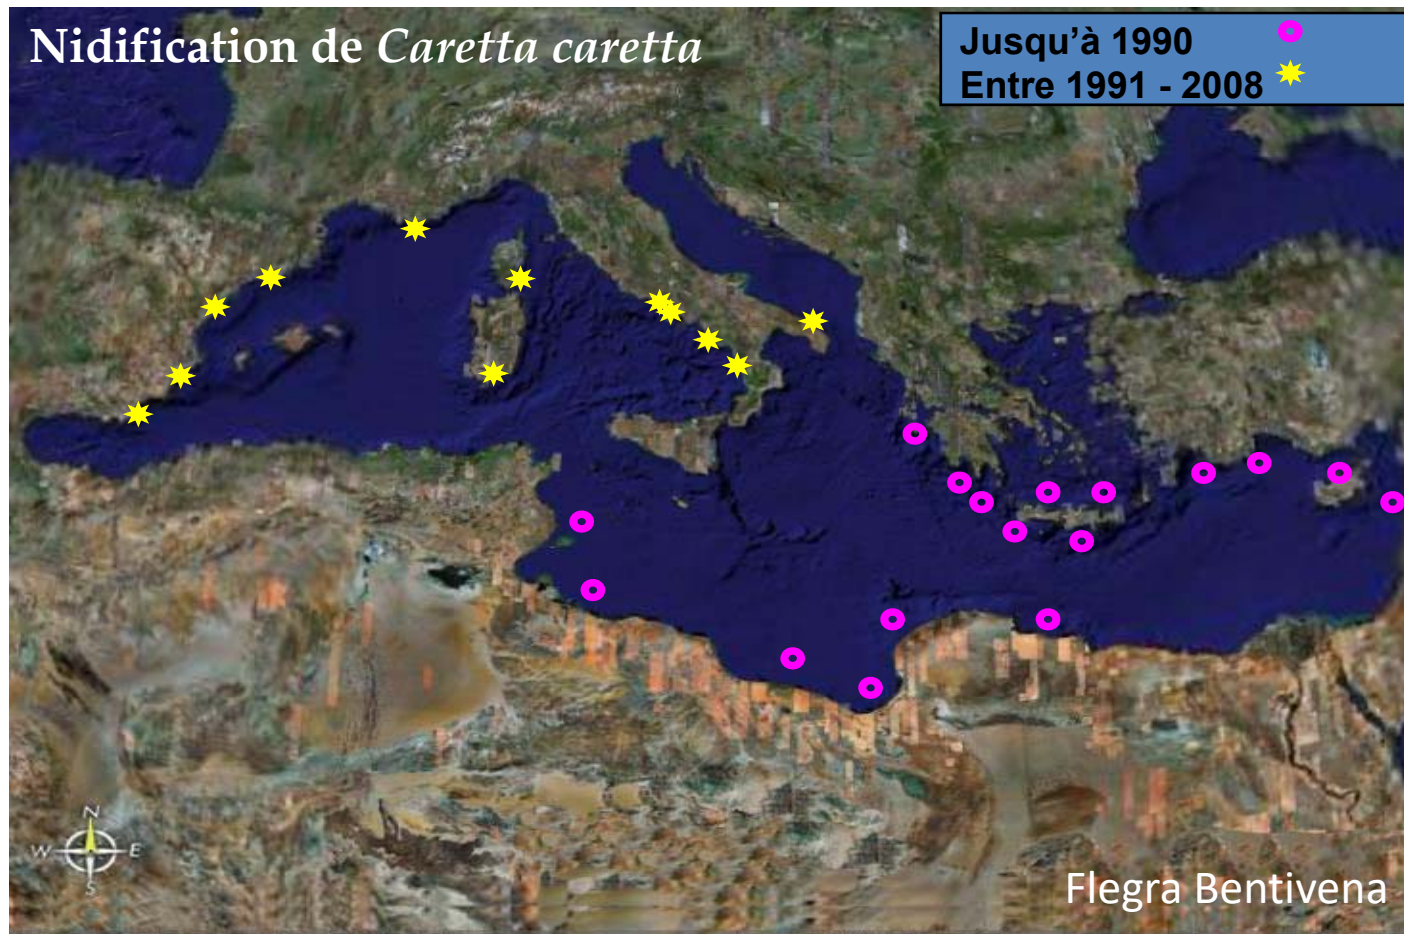 Nidification de Caretta caretta
Jusqu’à 1990
Entre 1991 - 2008
N
W E
S
Flegra Bentivena